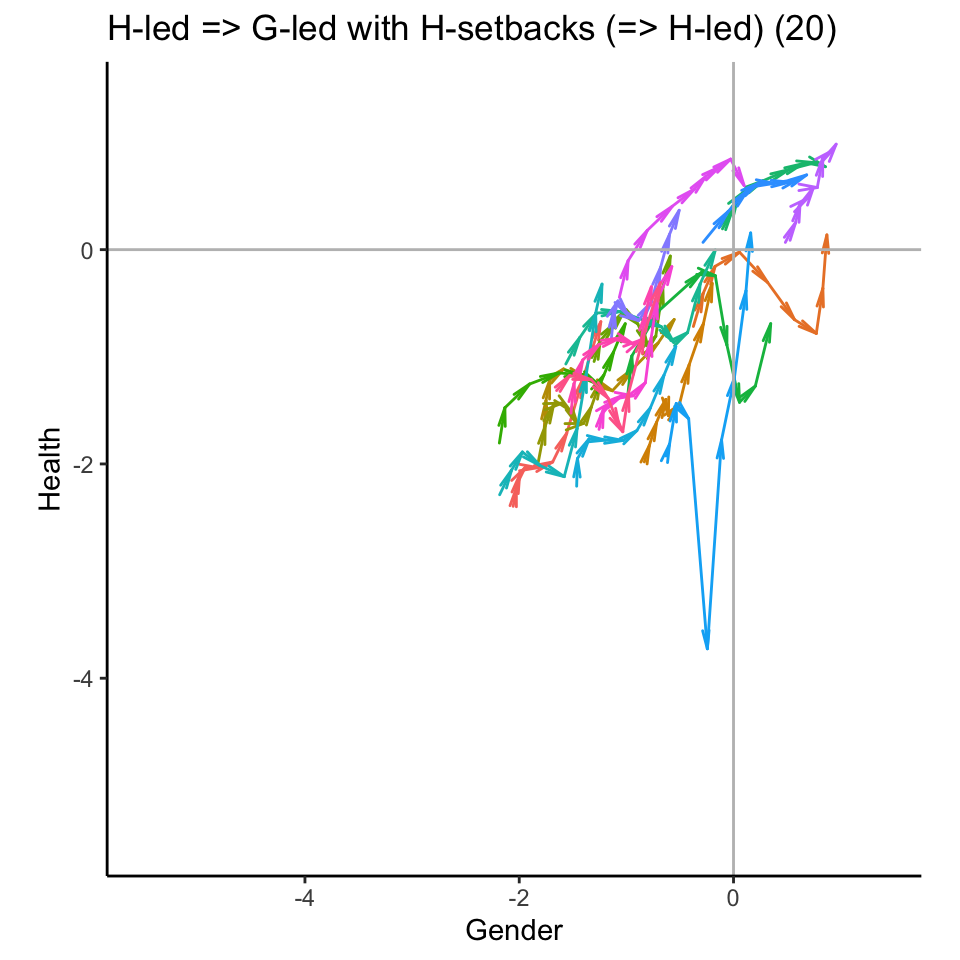 H-led => G-led with H-setbacks (=> H-led) (20)
0
-2
-4
Health
-4
-2
0
Gender